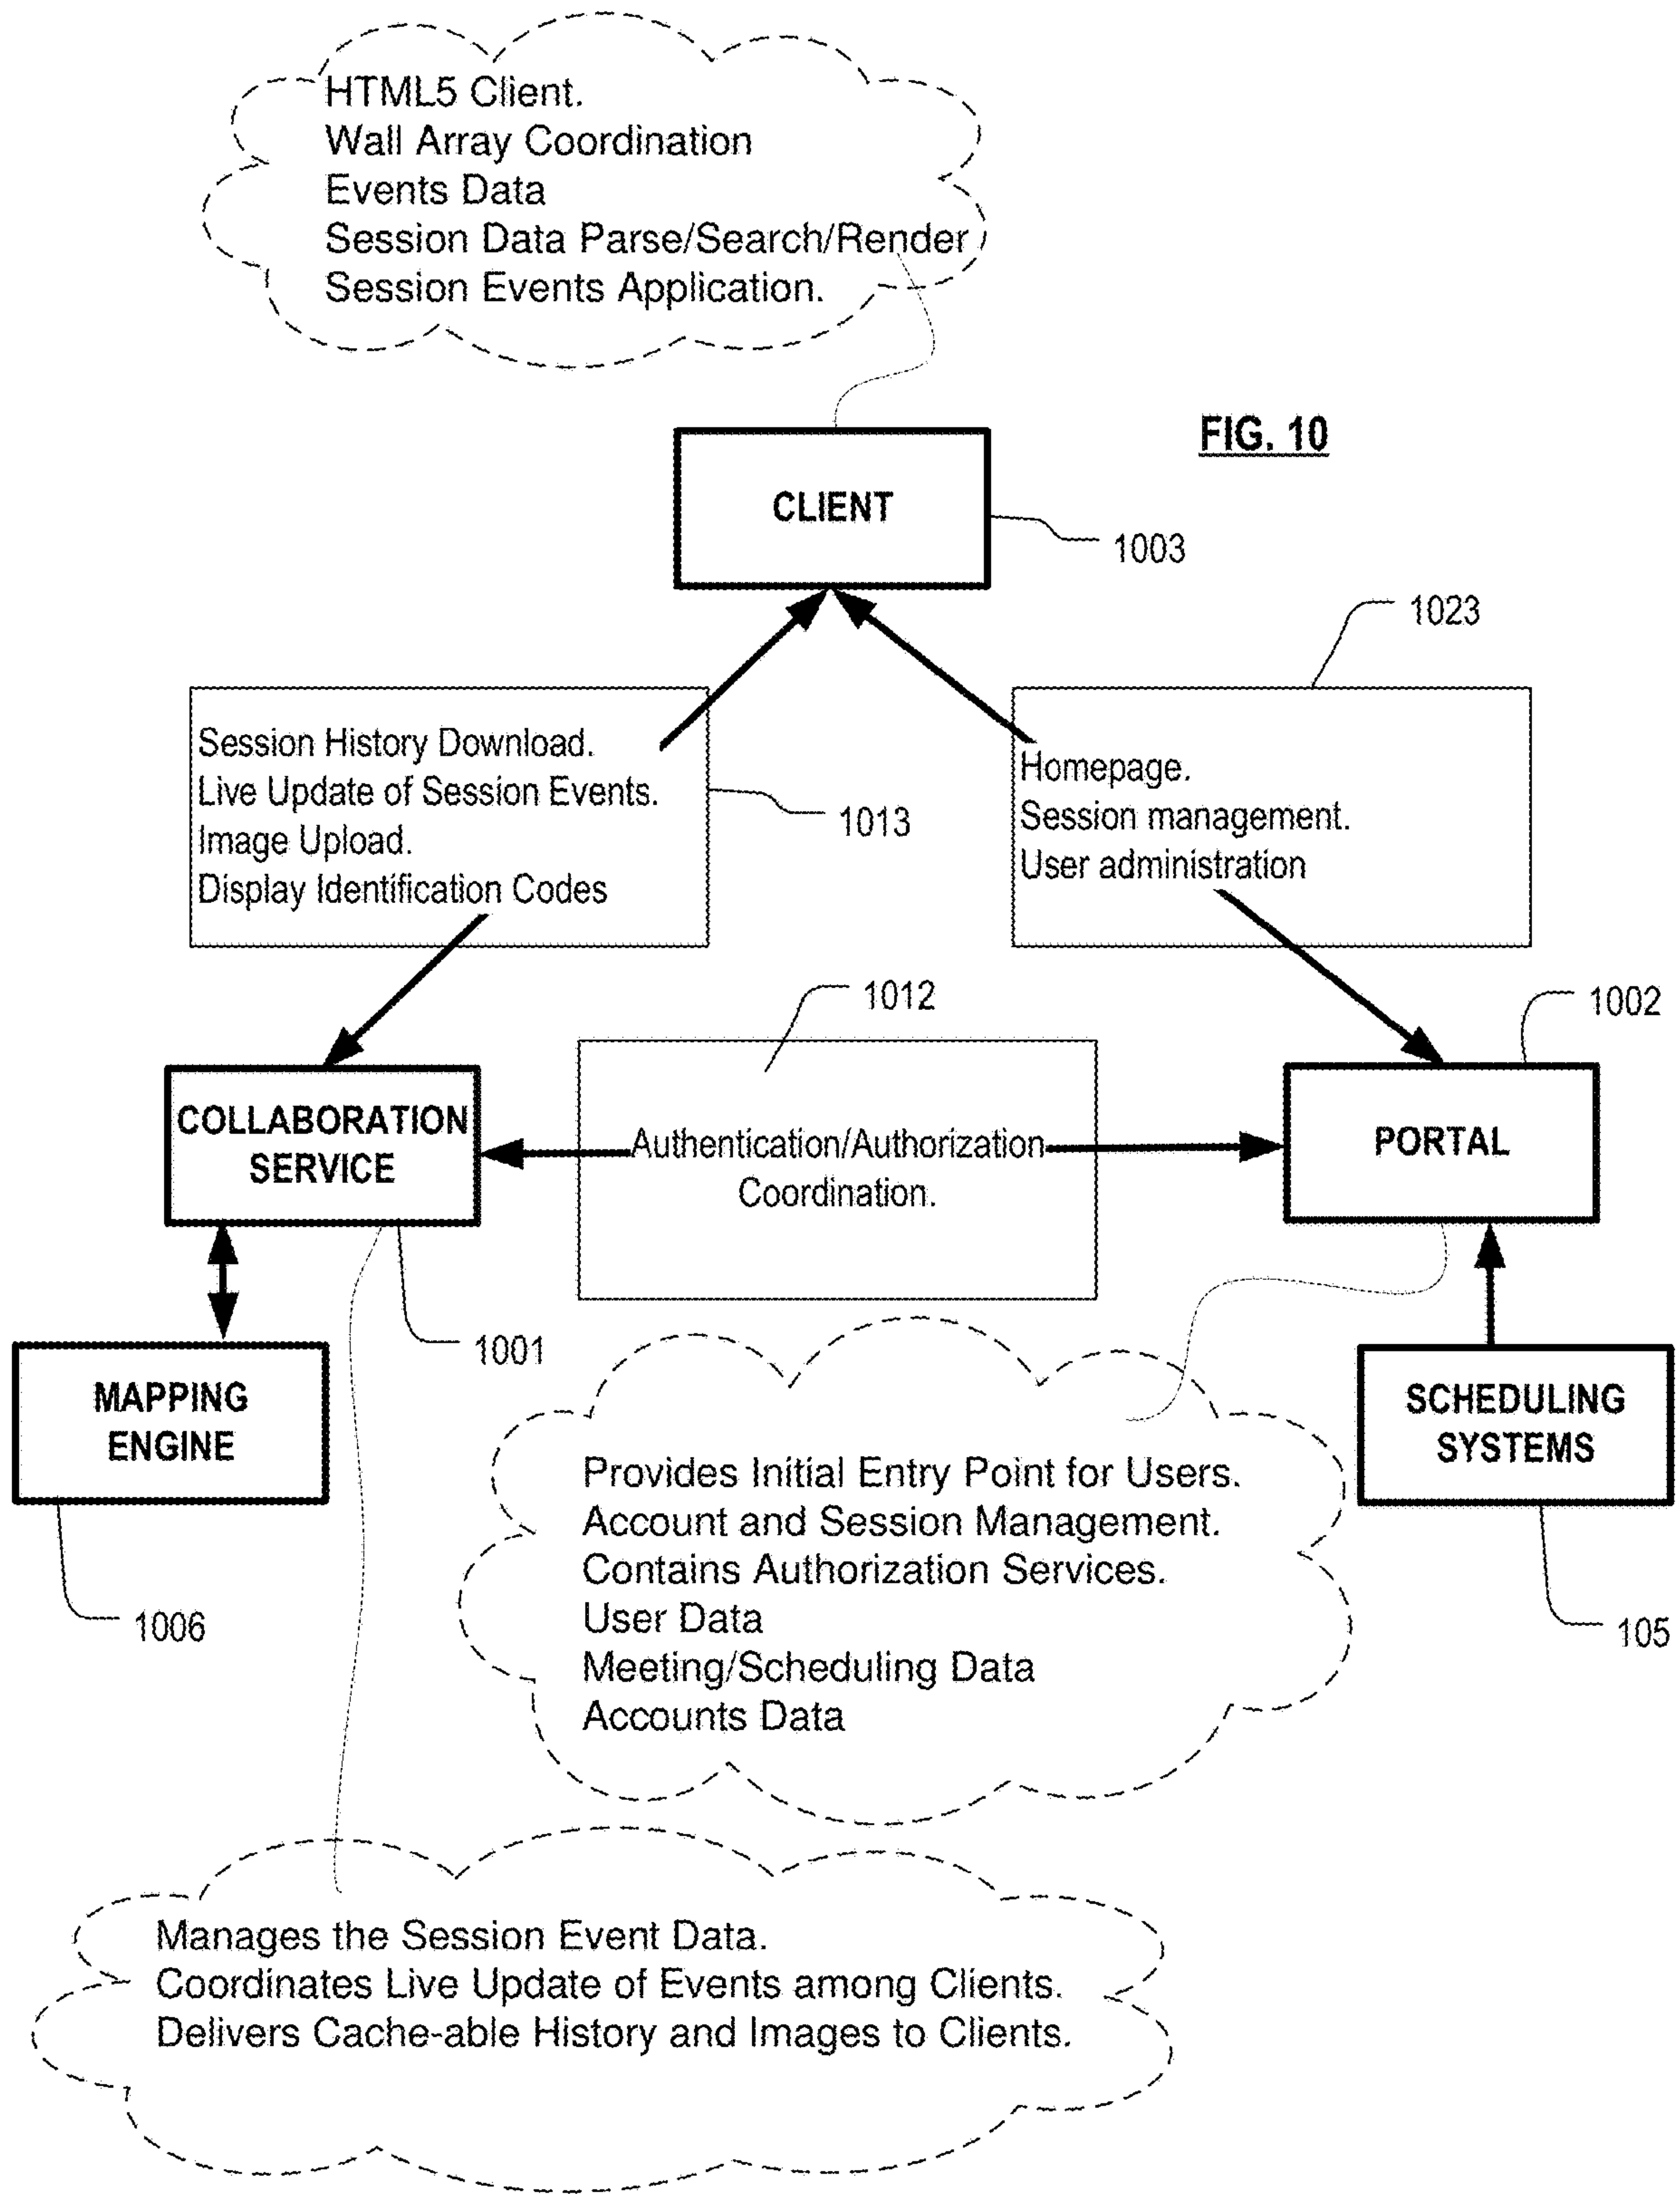 HTML5 Client.
Wall Array Coordination
Events Data
Session Data Parse/Search/Render
Session Events Application.
FIG. 10
CLIENT
1003
1023
Session History Download.
Live Update of Session Events.
Image Upload.
Display Identification Codes
1013
Homepage.
Session management.
User administration
1012
1002
COLLABORATION
SERVICE
Authentication/Authorization
Coordination.
PORTAL
1001
MAPPING
ENGINE
SCHEDULING
SYSTEMS
1006
105
Provides Initial Entry Point for Users.
Account and Session Management.
Contains Authorization Services.
User Data
Meeting/Scheduling Data
Accounts Data
Manages the Session Event Data.
Coordinates Live Update of Events among Clients.
Delivers Cache-able History and Images to Clients.